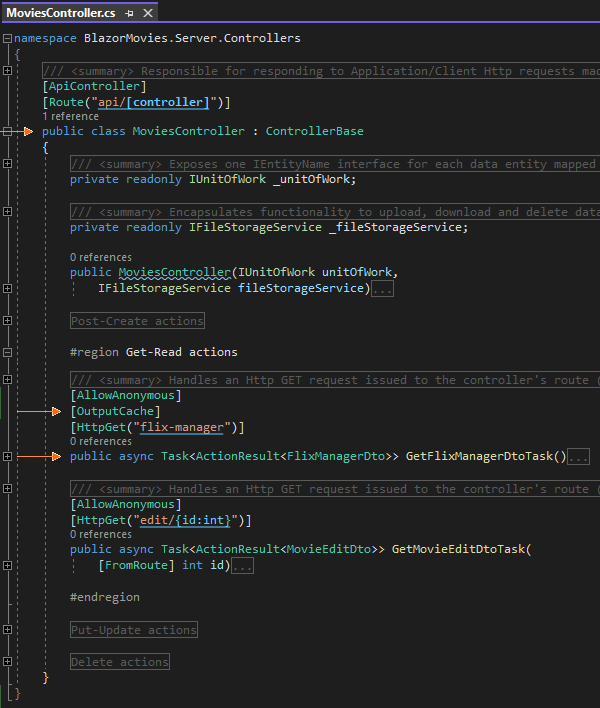 MoviesController.cs
namespace BlazorMovies.Server.Controllers
{
/// <summary> Responsible for responding to Application/Client Http requests mad
[ApiController]
[Route("api/[controller]")]
1 reference
public class MoviesController : ControllerBase
{
/// <summary> Exposes one IEntityName interface for each data entity mapped
private readonly IUnitOfWork _unitOfWork;
/// <summary> Encapsulates functionality to upload, download and delete data
private readonly IFileStorageService _fileStorageService;
0 references
public MoviesController(IUnitOfWork unitOfWork,
IFileStorageService fileStorageService)...
Post-Create actions
#region Get-Read actions
/// <summary> Handles an Http GET request issued to the controller's route (
[AllowAnonymous]
[OutputCache]
[HttpGet("flix-manager")]
0 references
public async Task<ActionResult<FlixManagerDto>> GetFlixManagerDtoTask()...
/// <summary> Handles an Http GET request issued to the controller's route (
[AllowAnonymous]
[HttpGet("edit/{id:int}")]
0 references
public async Task<ActionResult<MovieEditDto>> GetMovieEditDtoTask(
[FromRoute] int id)...
#endregion
Put-Update actions
Delete actions
}
}